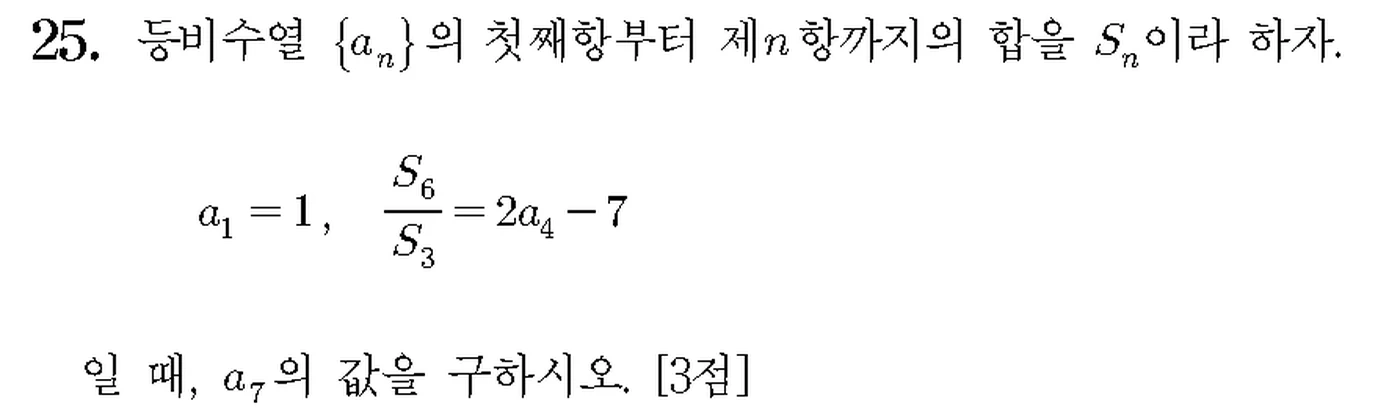 25. 등비수열 {aₙ}의 첫째항부터 제n항까지의 합을 Sₙ이라 하자.
a₁ = 1, S₆/S₃ = 2a₄ − 7
일 때, a₇의 값을 구하시오. [3점]